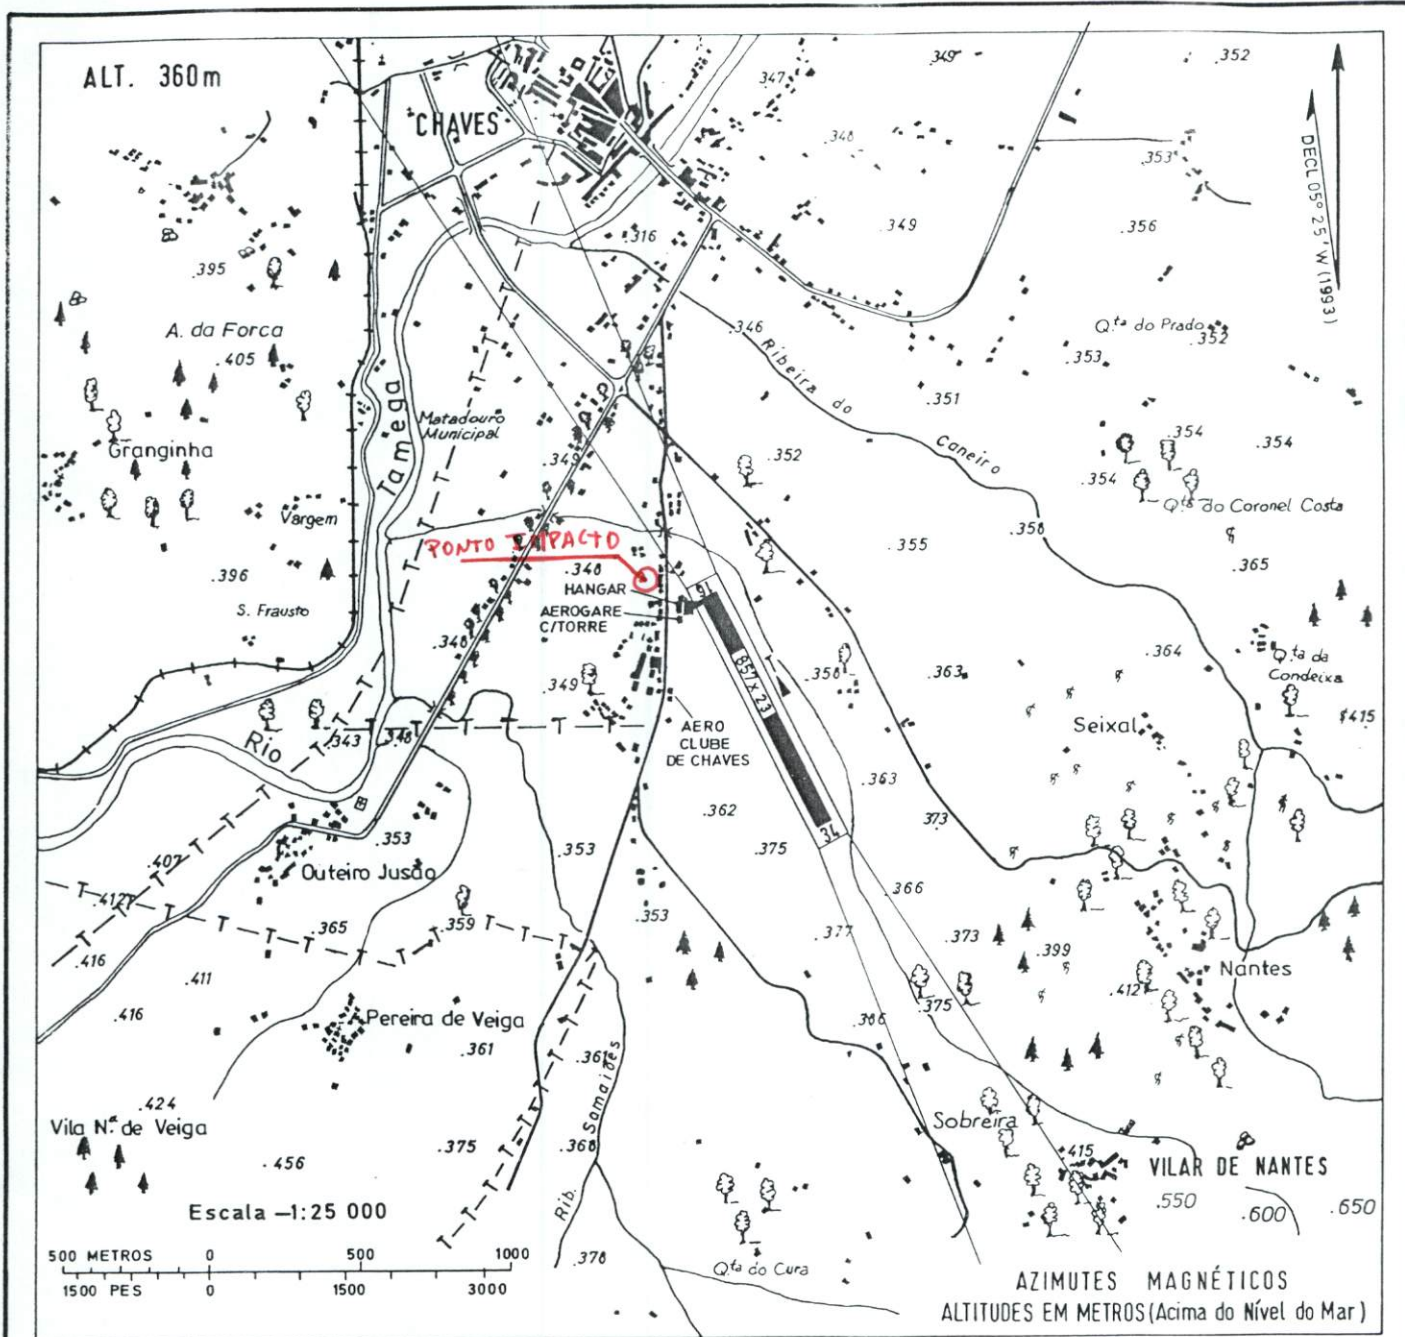 ALT. 360m
CHAVES
.347
.349
.352
.348
.353
.356
.349
.316
DECL 05º 25' W (1993)
.395
A. da Forca
.405
.346
Ribeira do Caneiro
Q.ta do Prado
.352
.353
.351
Tamega
Matadouro
Municipal
Granginha
.349
.352
.354
.354
.354
Q.ta do Coronel Costa
Vargem
.358
.355
PONTO IMPACTO
.348
.365
.396
HANGAR
16
S. Frausto
AEROGARE
C/TORRE
.348
857 x 23
T
.358
.363
.364
Q.ta da
Condeixa
.349
.415
Seixal
AERO
CLUBE
DE CHAVES
Rio
.343
.348
.363
.362
.373
34
.353
.353
.375
.407
Outeiro Jusão
.412
.366
.365
.359
.353
.377
.373
.399
.416
.411
Nantes
.412
.375
.416
Pereira de Veiga
.366
.361
.361
.424
Vila N.ª de Veiga
Sobreira
.375
.368
Rib. Samaiões
.415
.456
VILAR DE NANTES
.550
.600
.650
Escala –1:25 000
500 METROS 0 500 1000
1500 PES 0 1500 3000
.378
Q.ta do Cura
AZIMUTES MAGNÉTICOS
ALTITUDES EM METROS (Acima do Nível do Mar)